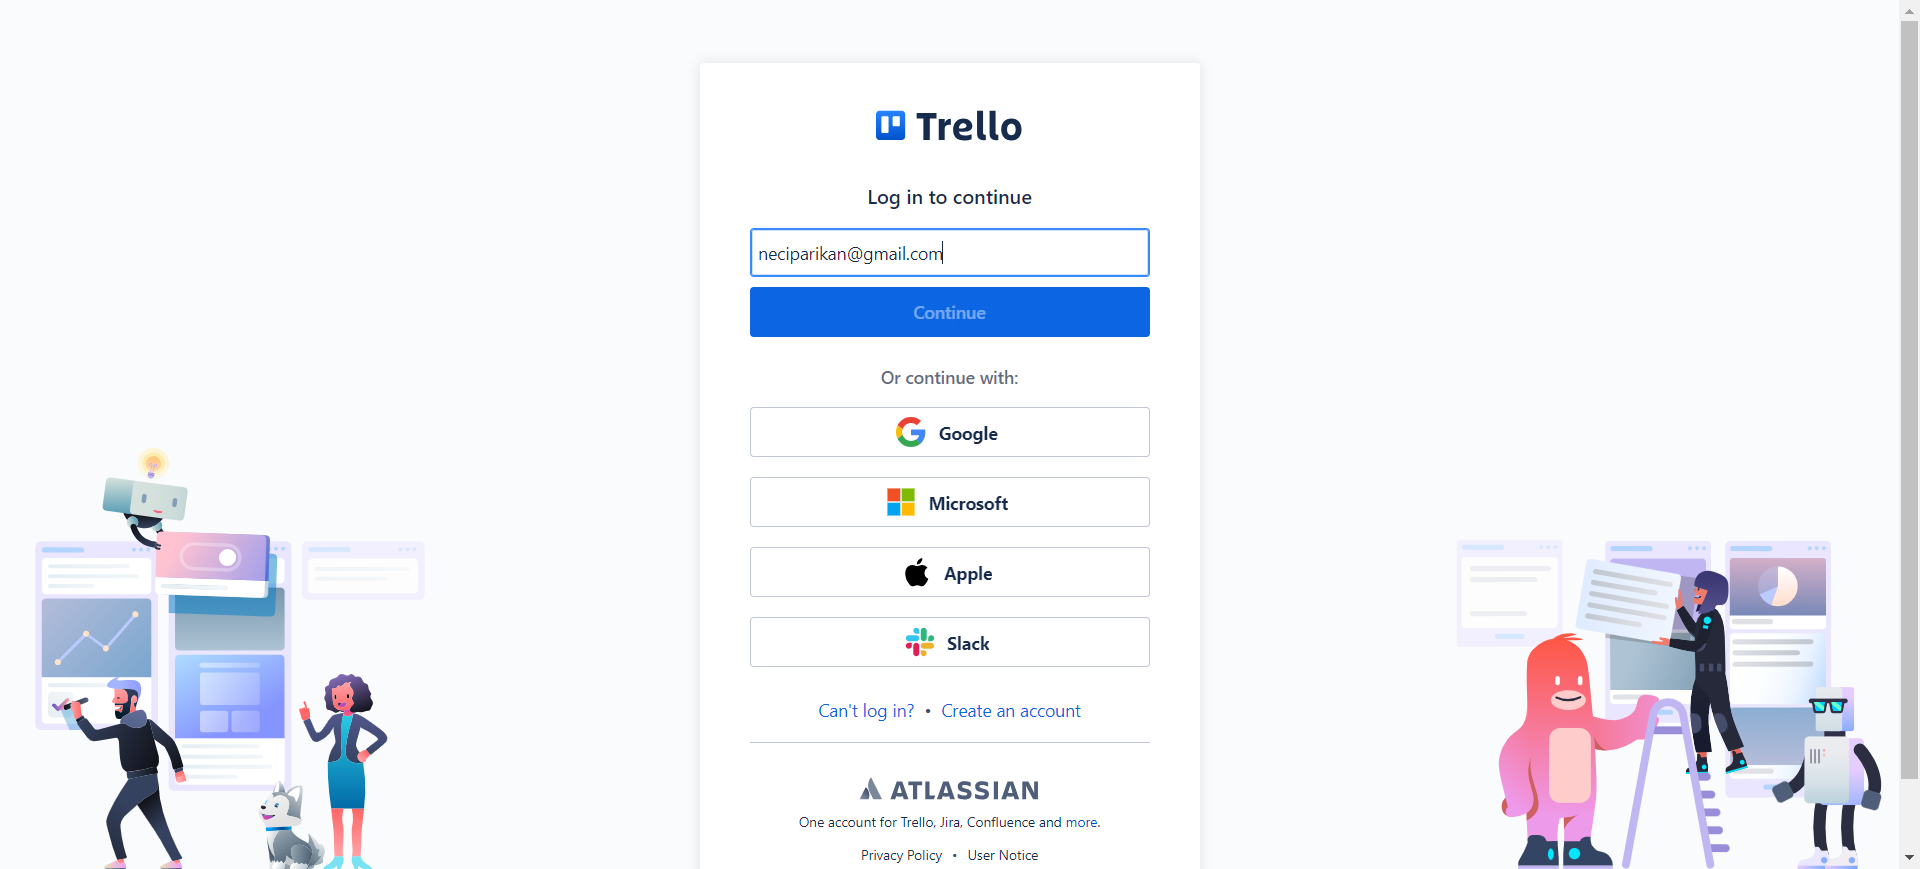 Trello
Log in to continue
neciparikan@gmail.com
Continue
Or continue with:
Google
Microsoft
Apple
Slack
Can't log in? • Create an account
ATLASSIAN
One account for Trello, Jira, Confluence and more.
Privacy Policy • User Notice